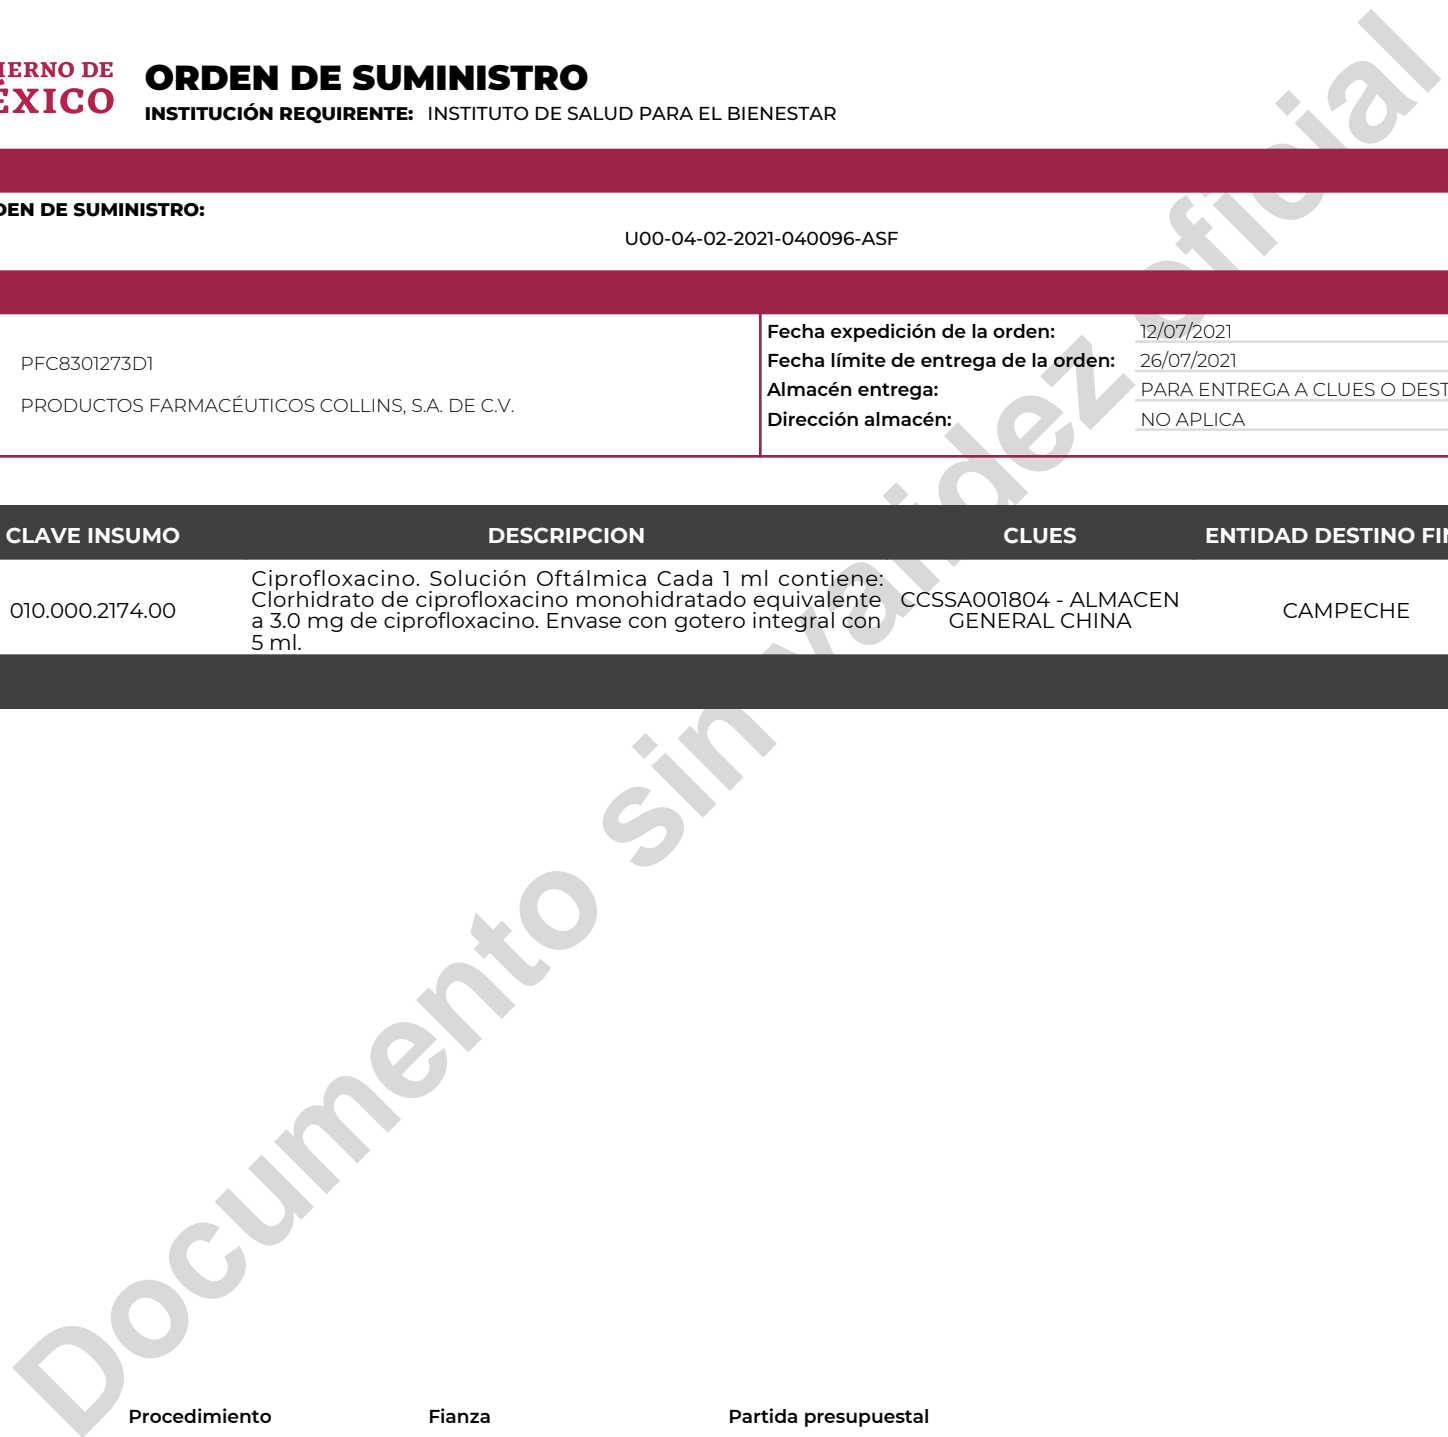 IERNO DE
ÉXICO
ORDEN DE SUMINISTRO
INSTITUCIÓN REQUIRENTE: INSTITUTO DE SALUD PARA EL BIENESTAR
DEN DE SUMINISTRO:
U00-04-02-2021-040096-ASF
PFC8301273D1
PRODUCTOS FARMACÉUTICOS COLLINS, S.A. DE C.V.
Fecha expedición de la orden: 12/07/2021
Fecha límite de entrega de la orden: 26/07/2021
Almacén entrega: PARA ENTREGA A CLUES O DEST
Dirección almacén: NO APLICA
CLAVE INSUMO DESCRIPCION CLUES ENTIDAD DESTINO FIN
010.000.2174.00
Ciprofloxacino. Solución Oftálmica Cada 1 ml contiene:
Clorhidrato de ciprofloxacino monohidratado equivalente
a 3.0 mg de ciprofloxacino. Envase con gotero integral con
5 ml.
CCSSA001804 - ALMACEN
GENERAL CHINA
CAMPECHE
Documento sin validez oficial
Procedimiento Fianza Partida presupuestal